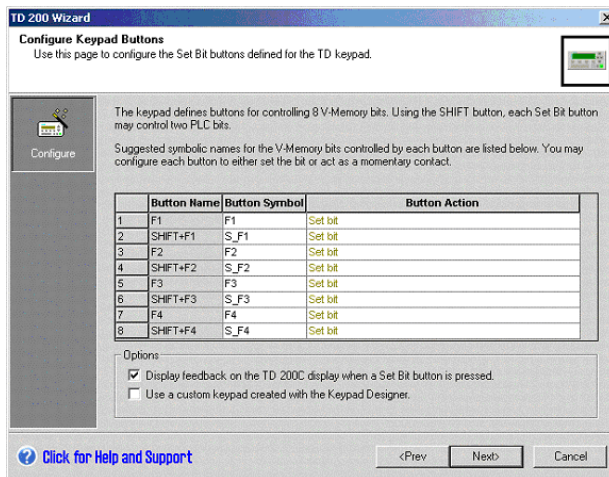 TD 200 Wizard
Configure Keypad Buttons
Use this page to configure the Set Bit buttons defined for the TD keypad.
Configure
The keypad defines buttons for controlling 8 V-Memory bits. Using the SHIFT button, each Set Bit button
may control two PLC bits.
Suggested symbolic names for the V-Memory bits controlled by each button are listed below. You may
configure each button to either set the bit or act as a momentary contact.
Button Name Button Symbol Button Action
1 F1 F1 Set bit
2 SHIFT+F1 S_F1 Set bit
3 F2 F2 Set bit
4 SHIFT+F2 S_F2 Set bit
5 F3 F3 Set bit
6 SHIFT+F3 S_F3 Set bit
7 F4 F4 Set bit
8 SHIFT+F4 S_F4 Set bit
Options
Display feedback on the TD 200C display when a Set Bit button is pressed.
Use a custom keypad created with the Keypad Designer.
Click for Help and Support
<Prev Next> Cancel